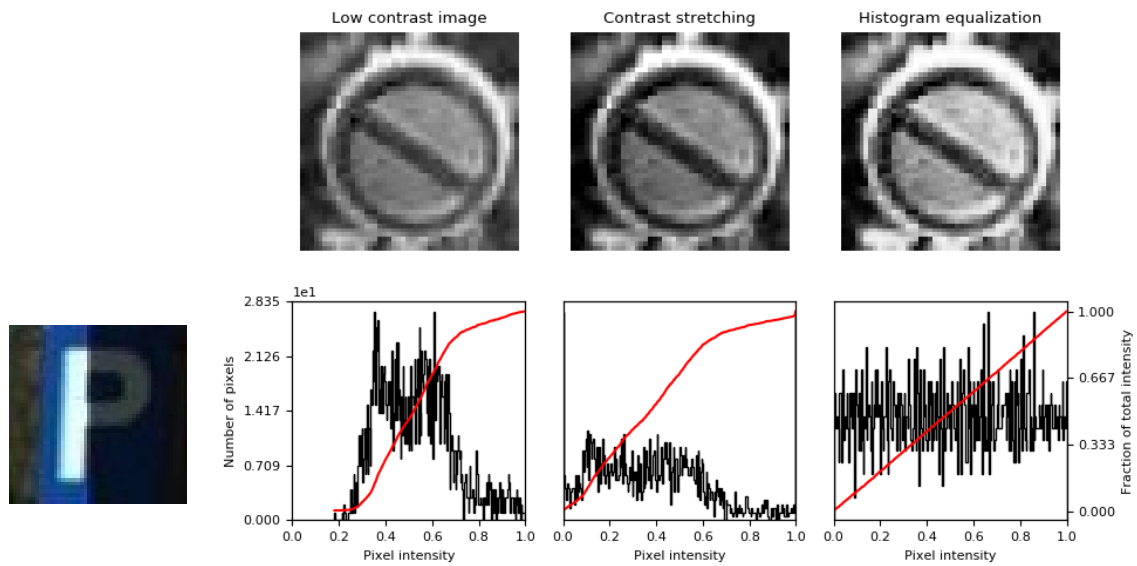 Low contrast image Contrast stretching Histogram equalization
P
1e1
2.835
2.126
1.417
0.709
0.000
Number of pixels
0.0 0.2 0.4 0.6 0.8 1.0
Pixel intensity
0.0 0.2 0.4 0.6 0.8 1.0
Pixel intensity
0.0 0.2 0.4 0.6 0.8 1.0
Pixel intensity
1.000
0.667
0.333
0.000
Fraction of total intensity